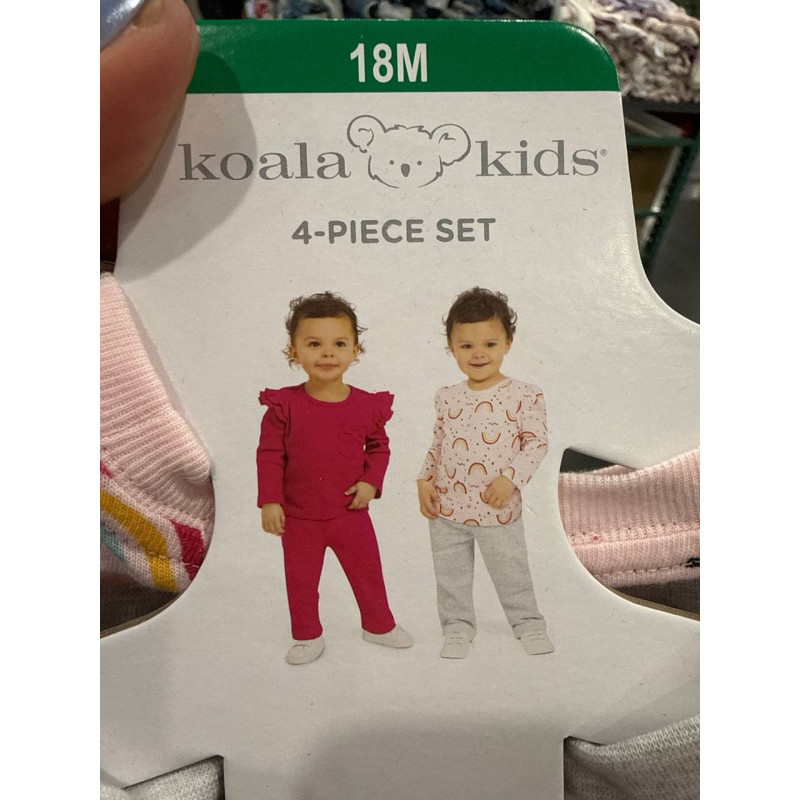 18M
koala kids®
4-PIECE SET